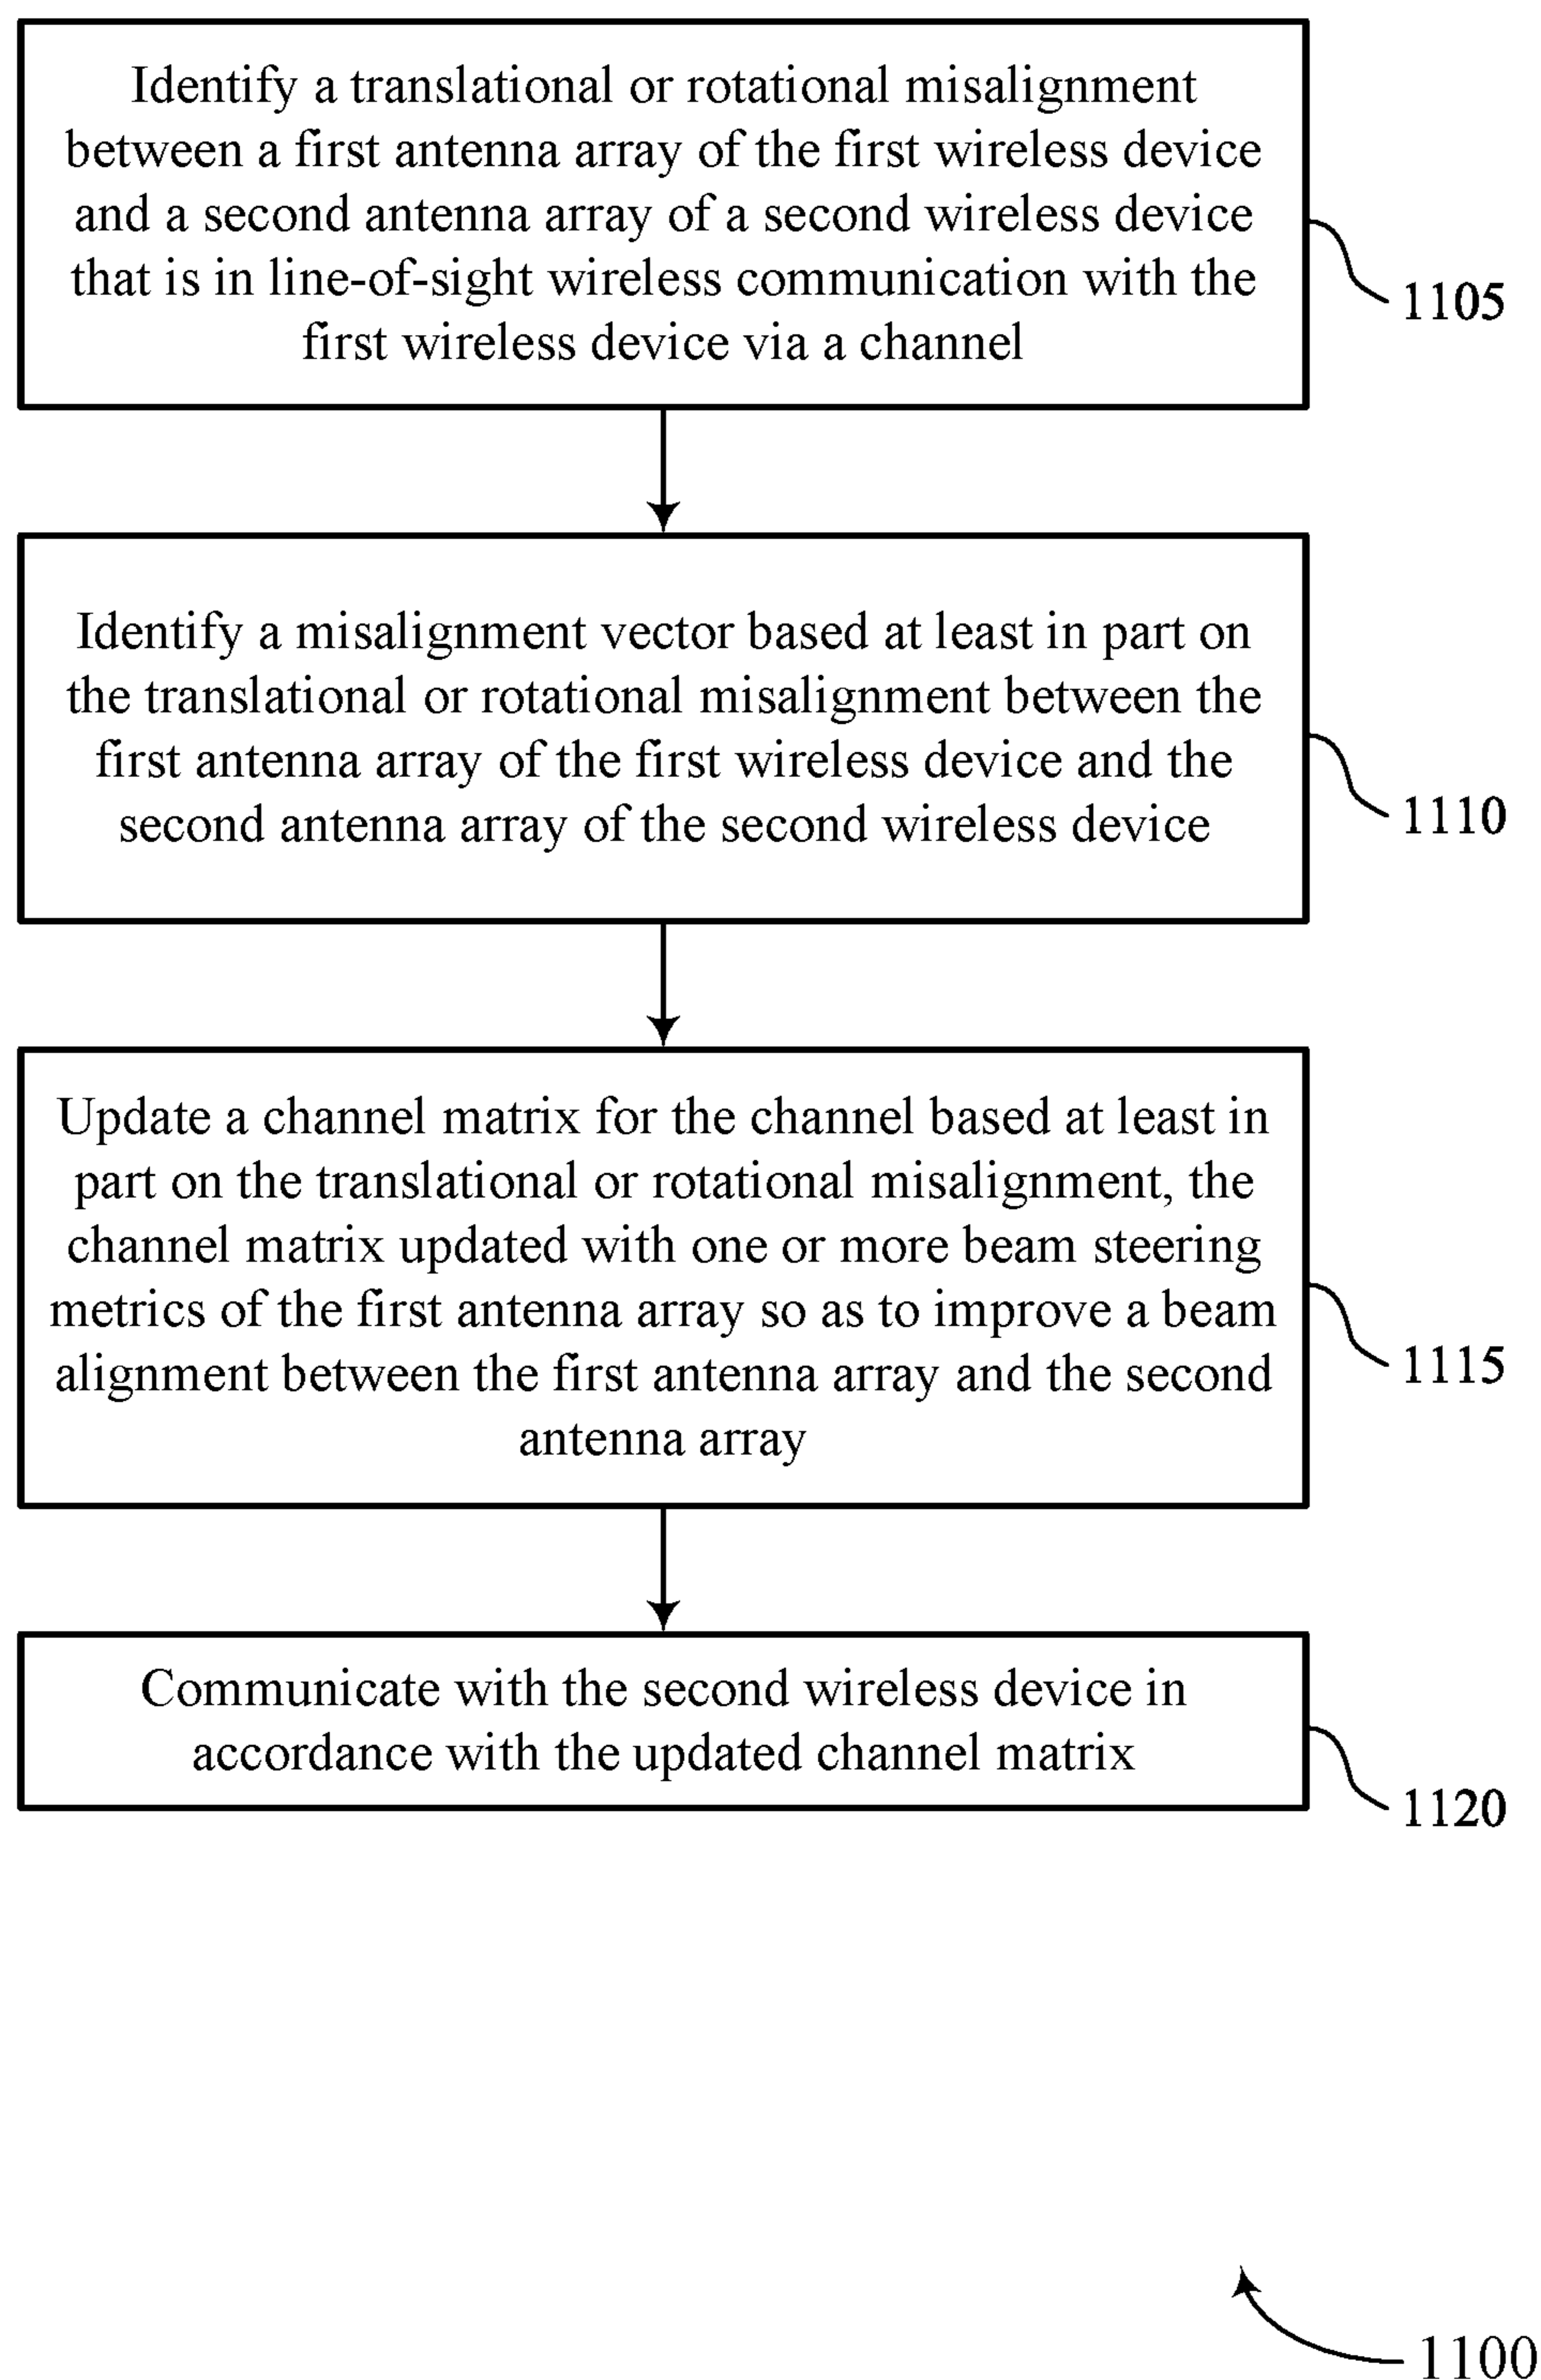 Identify a translational or rotational misalignment
between a first antenna array of the first wireless device
and a second antenna array of a second wireless device
that is in line-of-sight wireless communication with the
first wireless device via a channel
1105
Identify a misalignment vector based at least in part on
the translational or rotational misalignment between the
first antenna array of the first wireless device and the
second antenna array of the second wireless device
1110
Update a channel matrix for the channel based at least in
part on the translational or rotational misalignment, the
channel matrix updated with one or more beam steering
metrics of the first antenna array so as to improve a beam
alignment between the first antenna array and the second
antenna array
1115
Communicate with the second wireless device in
accordance with the updated channel matrix
1120
1100